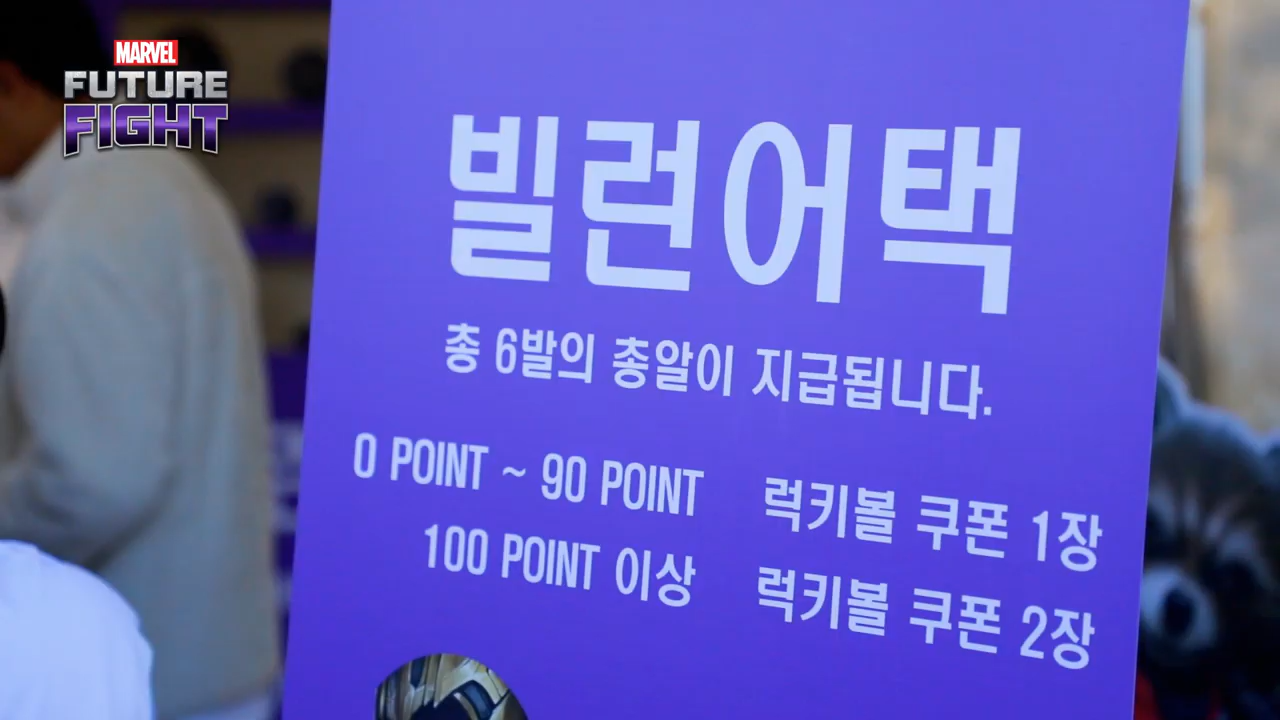 MARVEL
FUTURE
FIGHT
빌런어택
총 6발의 총알이 지급됩니다.
0 POINT ~ 90 POINT 럭키볼 쿠폰 1장
100 POINT 이상 럭키볼 쿠폰 2장